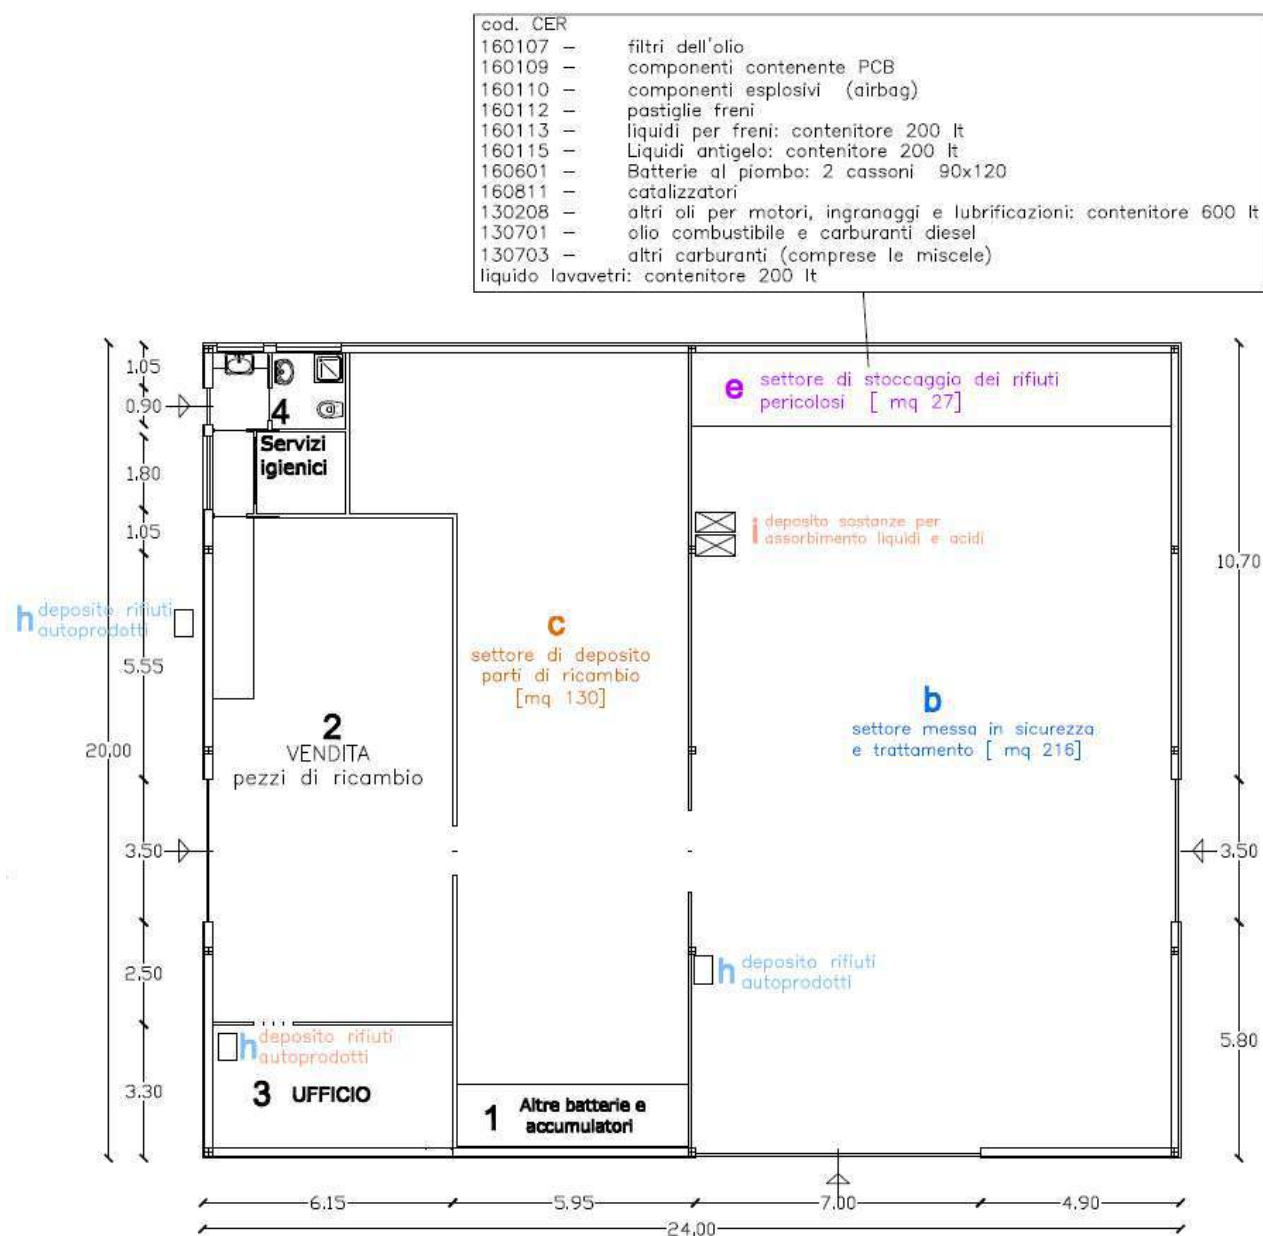 cod. CER
160107 – filtri dell'olio
160109 – componenti contenente PCB
160110 – componenti esplosivi (airbag)
160112 – pastiglie freni
160113 – liquidi per freni: contenitore 200 lt
160115 – Liquidi antigelo: contenitore 200 lt
160601 – Batterie al piombo: 2 cassoni 90x120
160811 – catalizzatori
130208 – altri oli per motori, ingranaggi e lubrificazioni: contenitore 600 lt
130701 – olio combustibile e carburanti diesel
130703 – altri carburanti (comprese le miscele)
liquido lavavetri: contenitore 200 lt
1.05
0.90
1.80
1.05
5.55
20.00
3.50
2.50
3.30
4
Servizi
igienici
e settore di stoccaggio dei rifiuti
pericolosi [ mq 27]
i deposito sostanze per
assorbimento liquidi e acidi
10.70
h deposito rifiuti
autoprodotti
c
settore di deposito
parti di ricambio
[mq 130]
b
settore messa in sicurezza
e trattamento [ mq 216]
2
VENDITA
pezzi di ricambio
3.50
h deposito rifiuti
autoprodotti
h deposito rifiuti
autoprodotti
5.80
3 UFFICIO
1 Altre batterie e
accumulatori
6.15
5.95
7.00
4.90
24.00